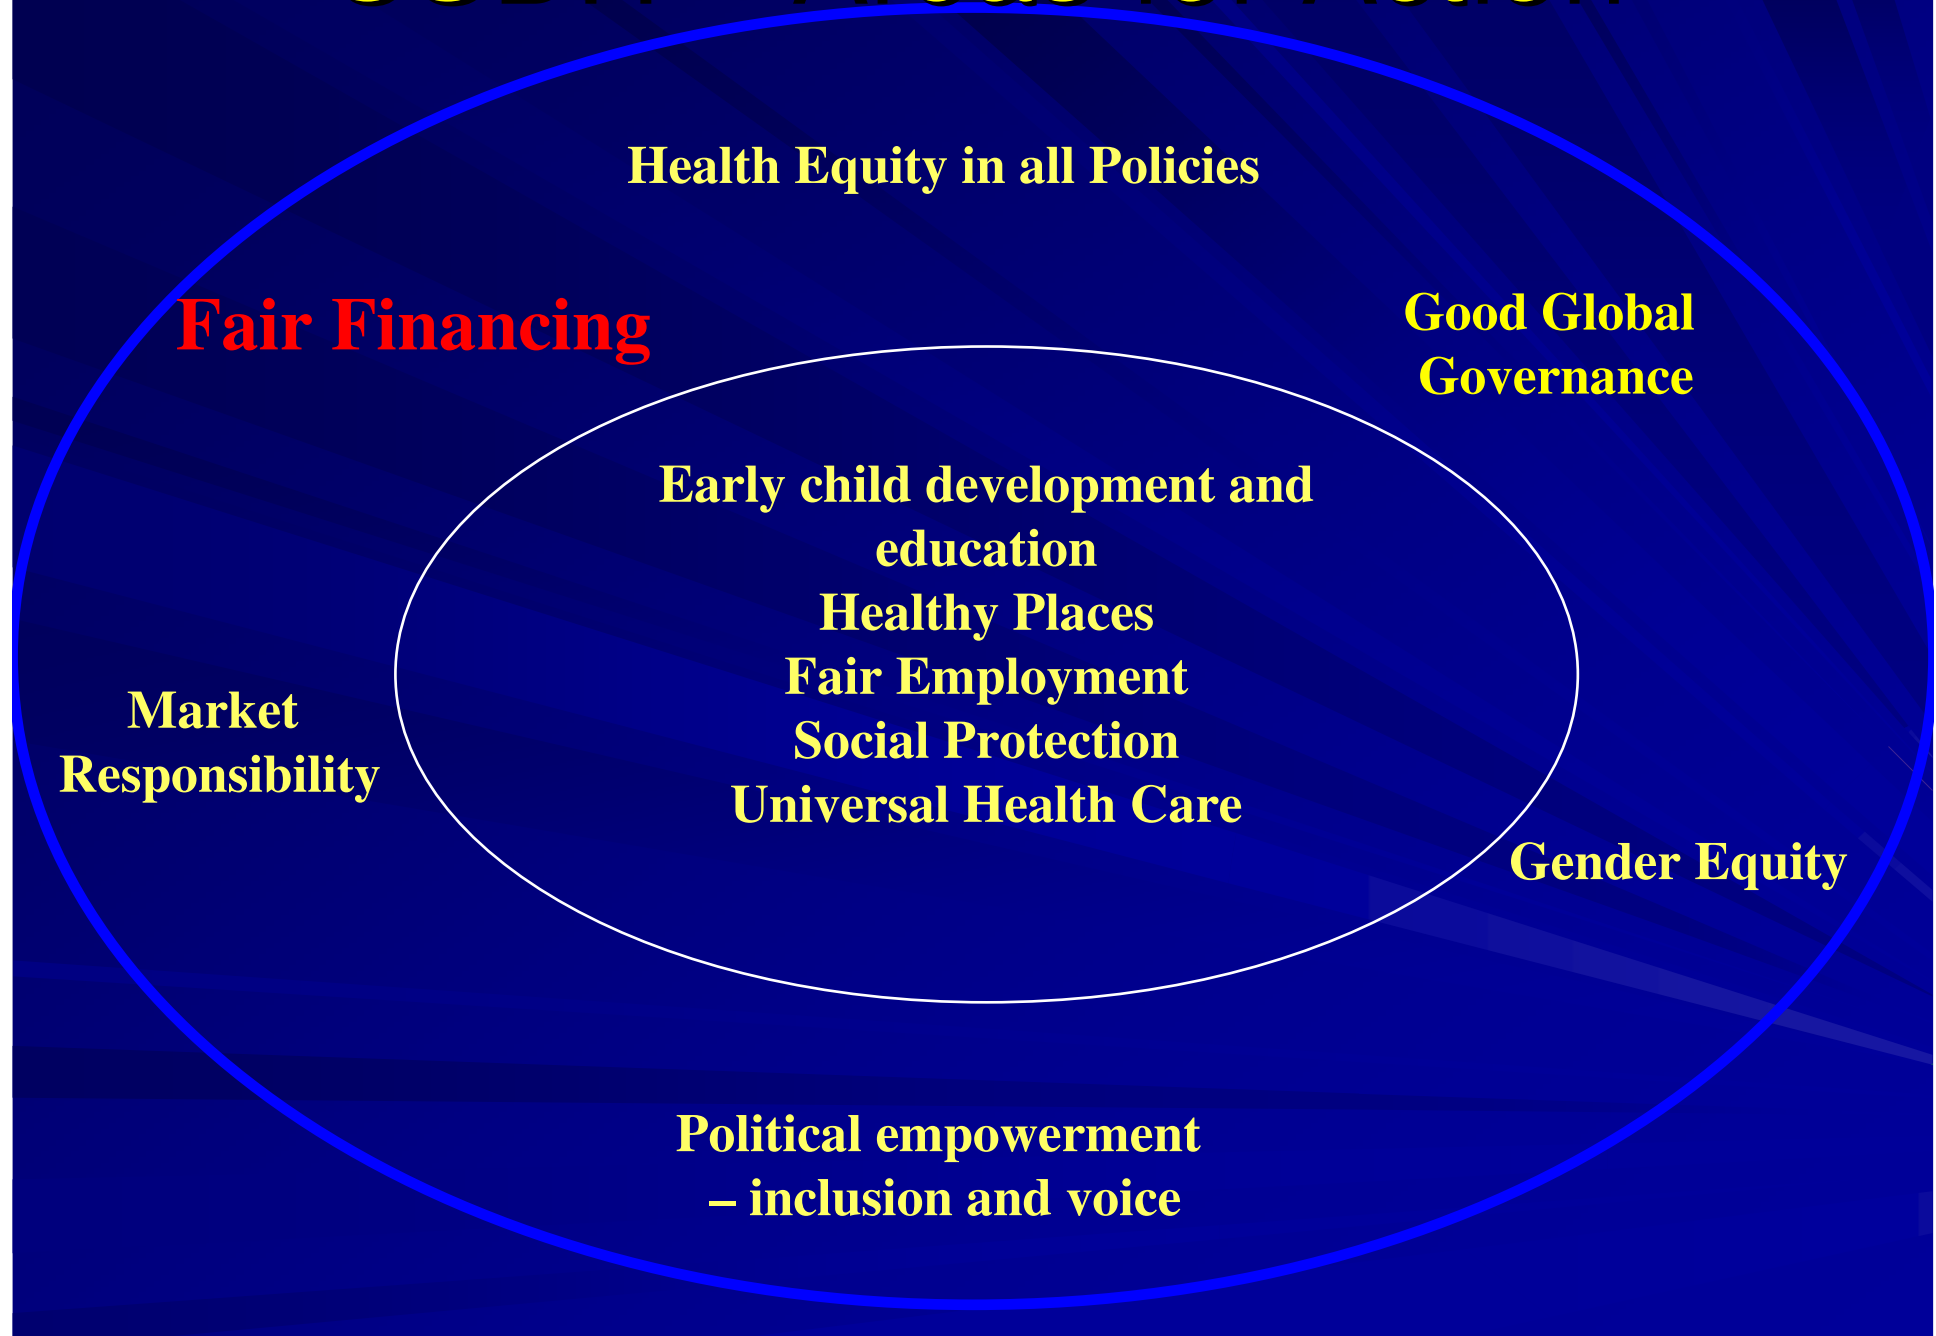 Health Equity in all Policies
Fair Financing
Good Global
Governance
Early child development and
education
Healthy Places
Fair Employment
Social Protection
Universal Health Care
Market
Responsibility
Gender Equity
Political empowerment
– inclusion and voice